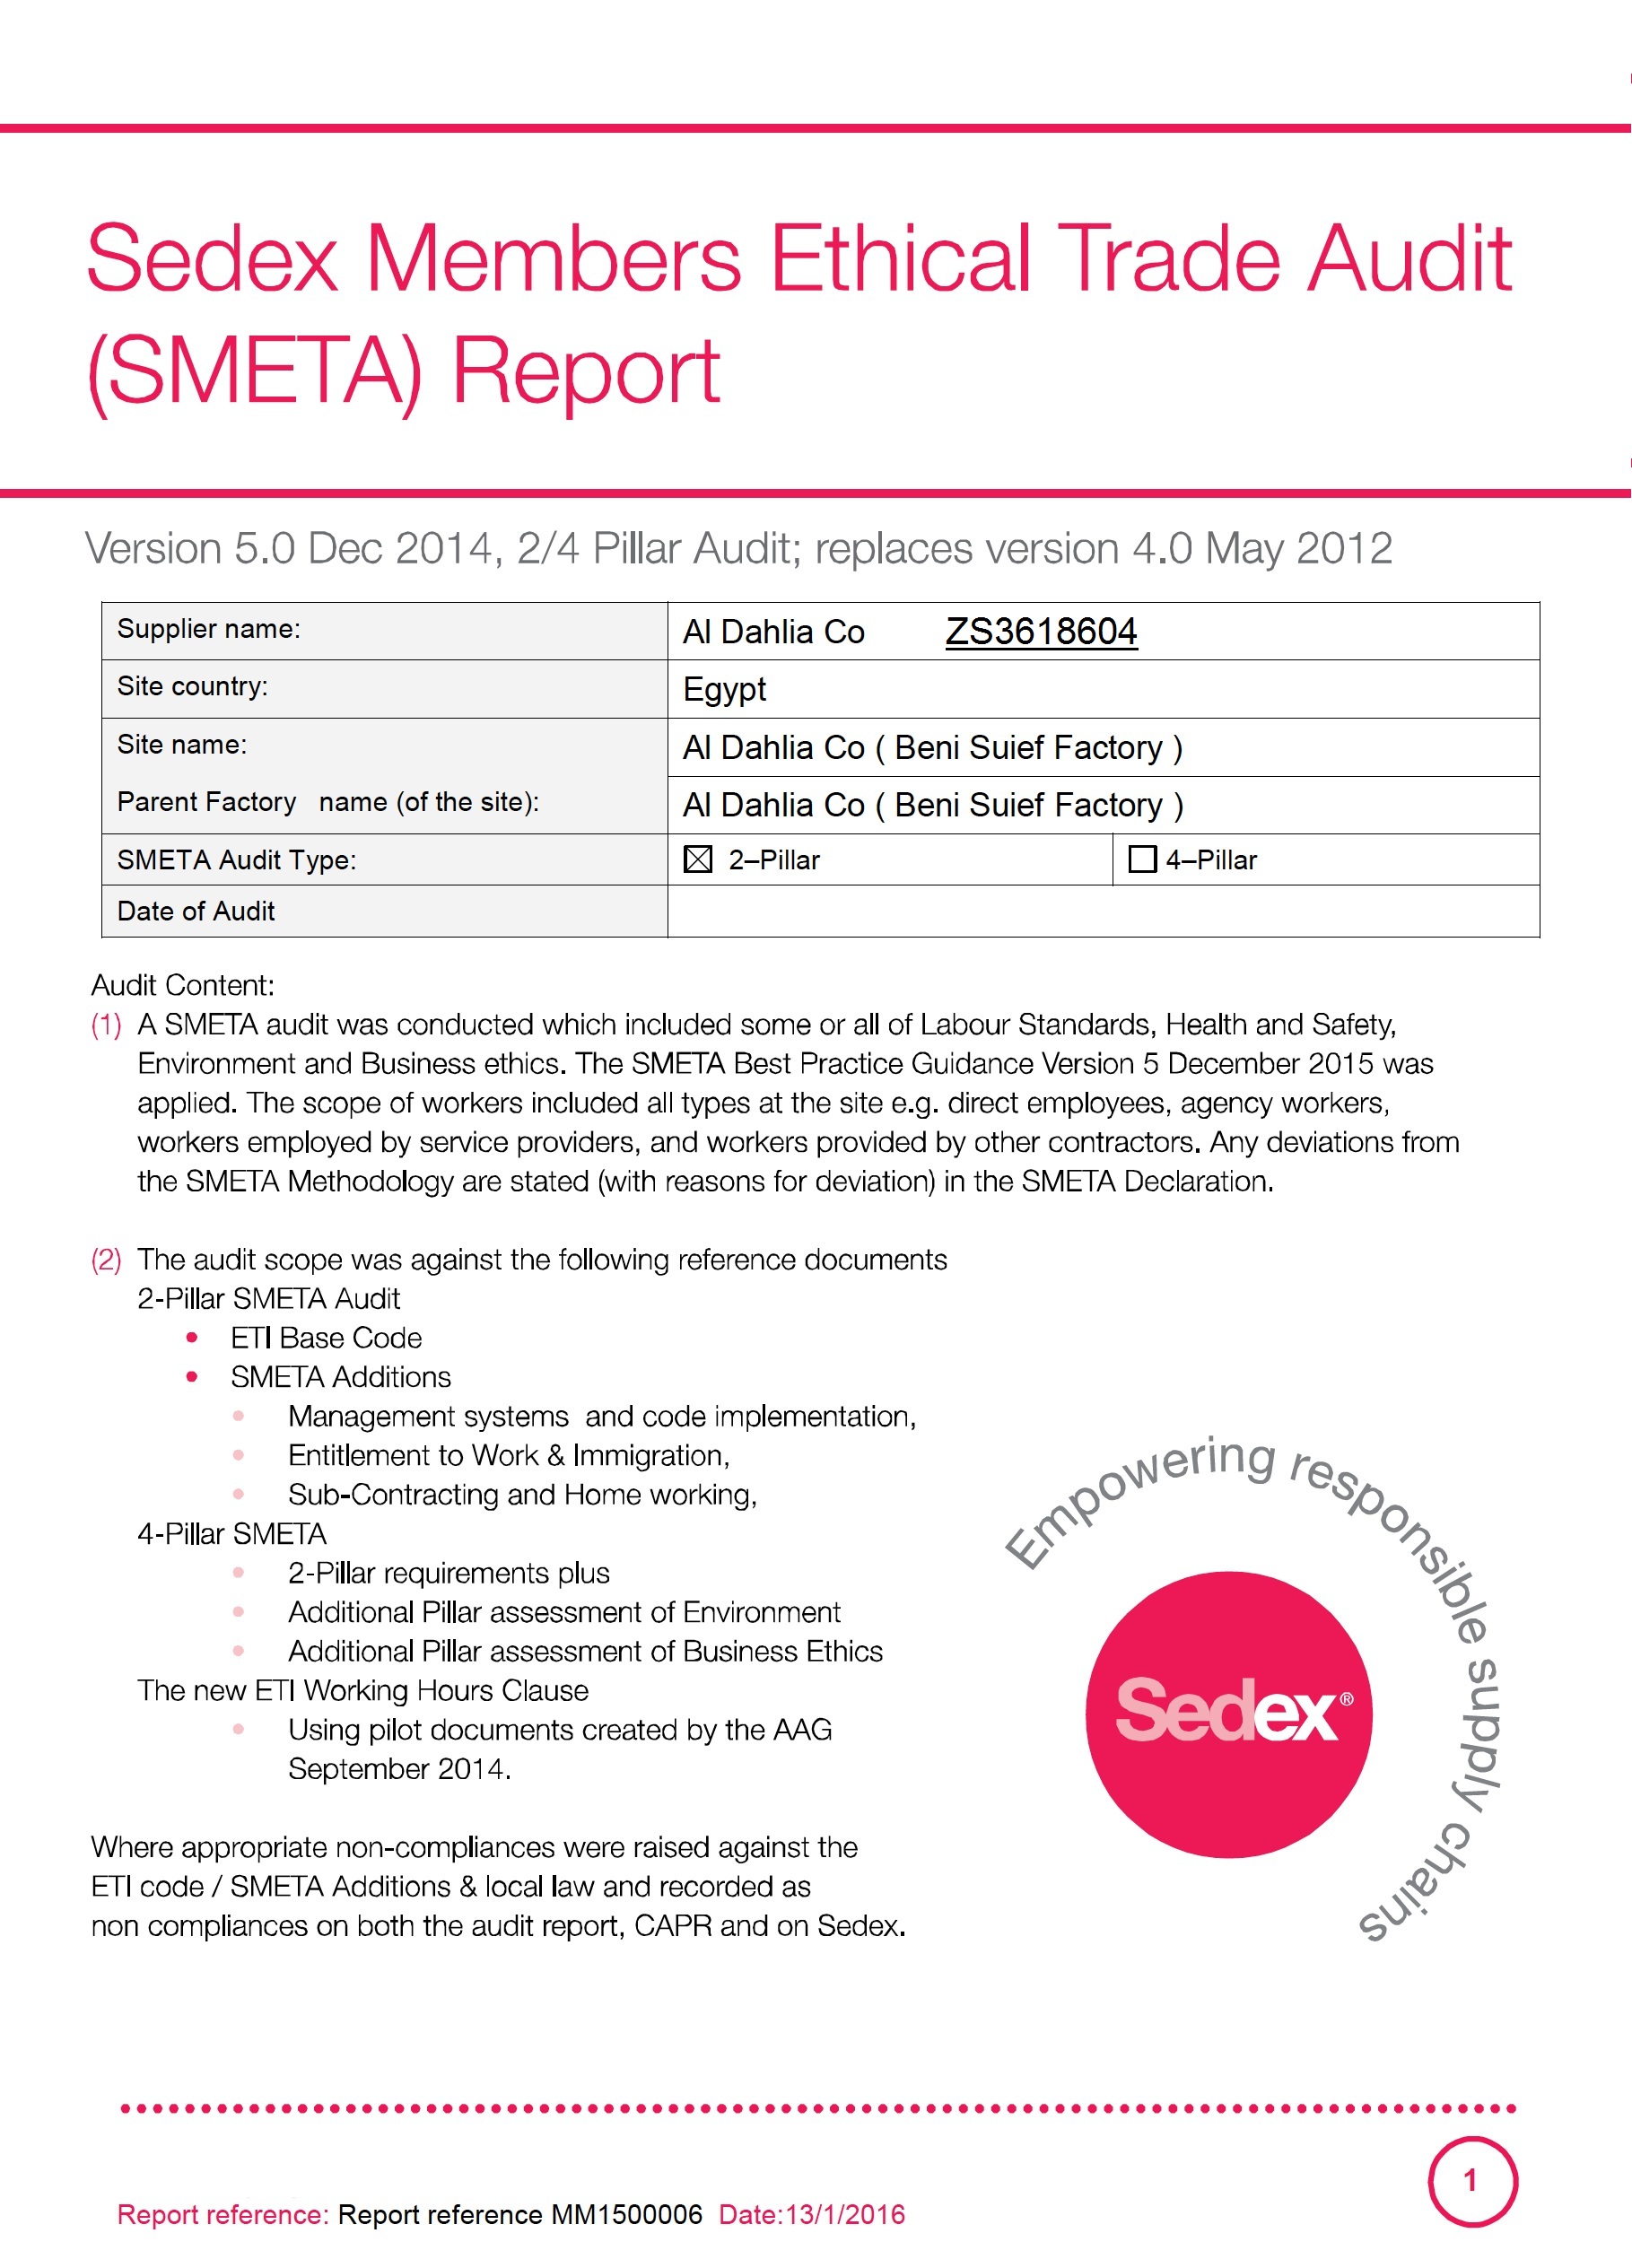 Sedex Members Ethical Trade Audit
(SMETA) Report
Version 5.0 Dec 2014, 2/4 Pillar Audit; replaces version 4.0 May 2012
Supplier name: Al Dahlia Co ZS3618604
Site country: Egypt
Site name: Al Dahlia Co ( Beni Suief Factory )
Parent Factory name (of the site): Al Dahlia Co ( Beni Suief Factory )
SMETA Audit Type: 2–Pillar 4–Pillar
Date of Audit
Audit Content:
(1) A SMETA audit was conducted which included some or all of Labour Standards, Health and Safety,
Environment and Business ethics. The SMETA Best Practice Guidance Version 5 December 2015 was
applied. The scope of workers included all types at the site e.g. direct employees, agency workers,
workers employed by service providers, and workers provided by other contractors. Any deviations from
the SMETA Methodology are stated (with reasons for deviation) in the SMETA Declaration.
(2) The audit scope was against the following reference documents
2-Pillar SMETA Audit
• ETI Base Code
• SMETA Additions
• Management systems and code implementation,
• Entitlement to Work & Immigration,
• Sub-Contracting and Home working,
4-Pillar SMETA
• 2-Pillar requirements plus
• Additional Pillar assessment of Environment
• Additional Pillar assessment of Business Ethics
The new ETI Working Hours Clause
• Using pilot documents created by the AAG
September 2014.
Where appropriate non-compliances were raised against the
ETI code / SMETA Additions & local law and recorded as
non compliances on both the audit report, CAPR and on Sedex.
Empowering responsible supply chains
Sedex®
1
Report reference: Report reference MM1500006 Date:13/1/2016